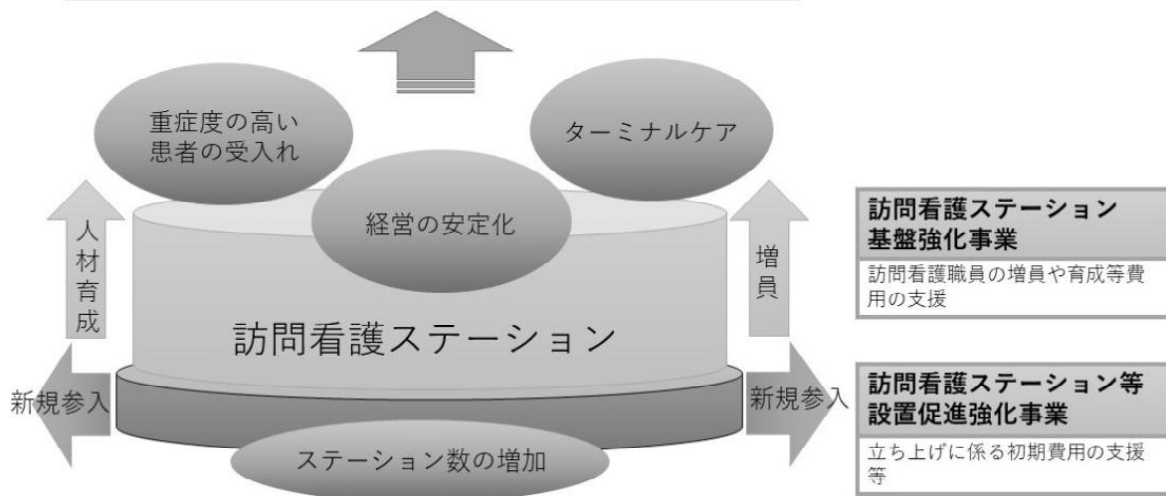 重症度の高い
患者の受入れ
ターミナルケア
経営の安定化
人材育成
増員
訪問看護ステーション
新規参入
新規参入
ステーション数の増加
訪問看護ステーション
基盤強化事業
訪問看護職員の増員や育成等費
用の支援
訪問看護ステーション等
設置促進強化事業
立ち上げに係る初期費用の支援
等